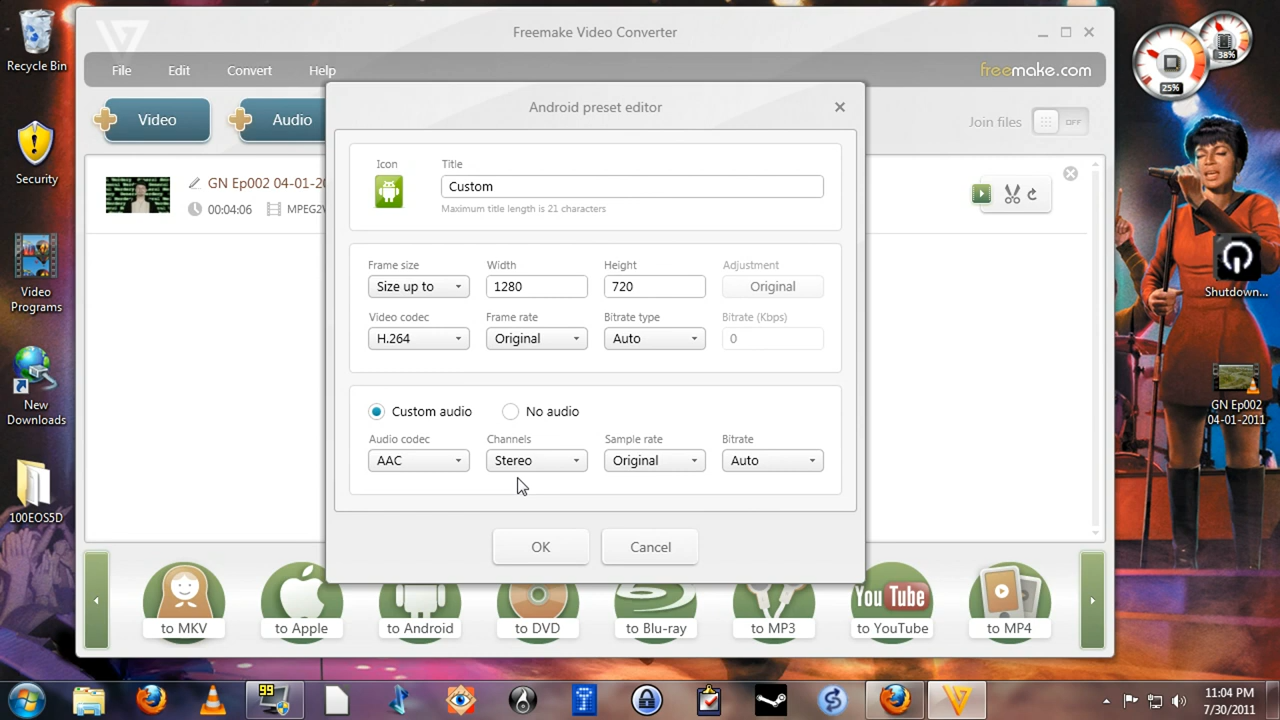 Recycle Bin
Security
Video
Programs
New
Downloads
100EOS5D
Freemake Video Converter
File Edit Convert Help
freemake.com
Video
Audio
Join files
OFF
GN Ep002 04-01-20
00:04:06
MPEG2V
Android preset editor
Icon
Title
Custom
Maximum title length is 21 characters
Frame size Width Height Adjustment
Size up to 1280 720 Original
Video codec Frame rate Bitrate type Bitrate (Kbps)
H.264 Original Auto 0
Custom audio No audio
Audio codec Channels Sample rate Bitrate
AAC Stereo Original Auto
OK Cancel
You Tube
to MKV to Apple to Android to DVD to Blu-ray to MP3 to YouTube to MP4
38%
25%
Shutdown...
GN Ep002
04-01-2011
99
11:04 PM
7/30/2011